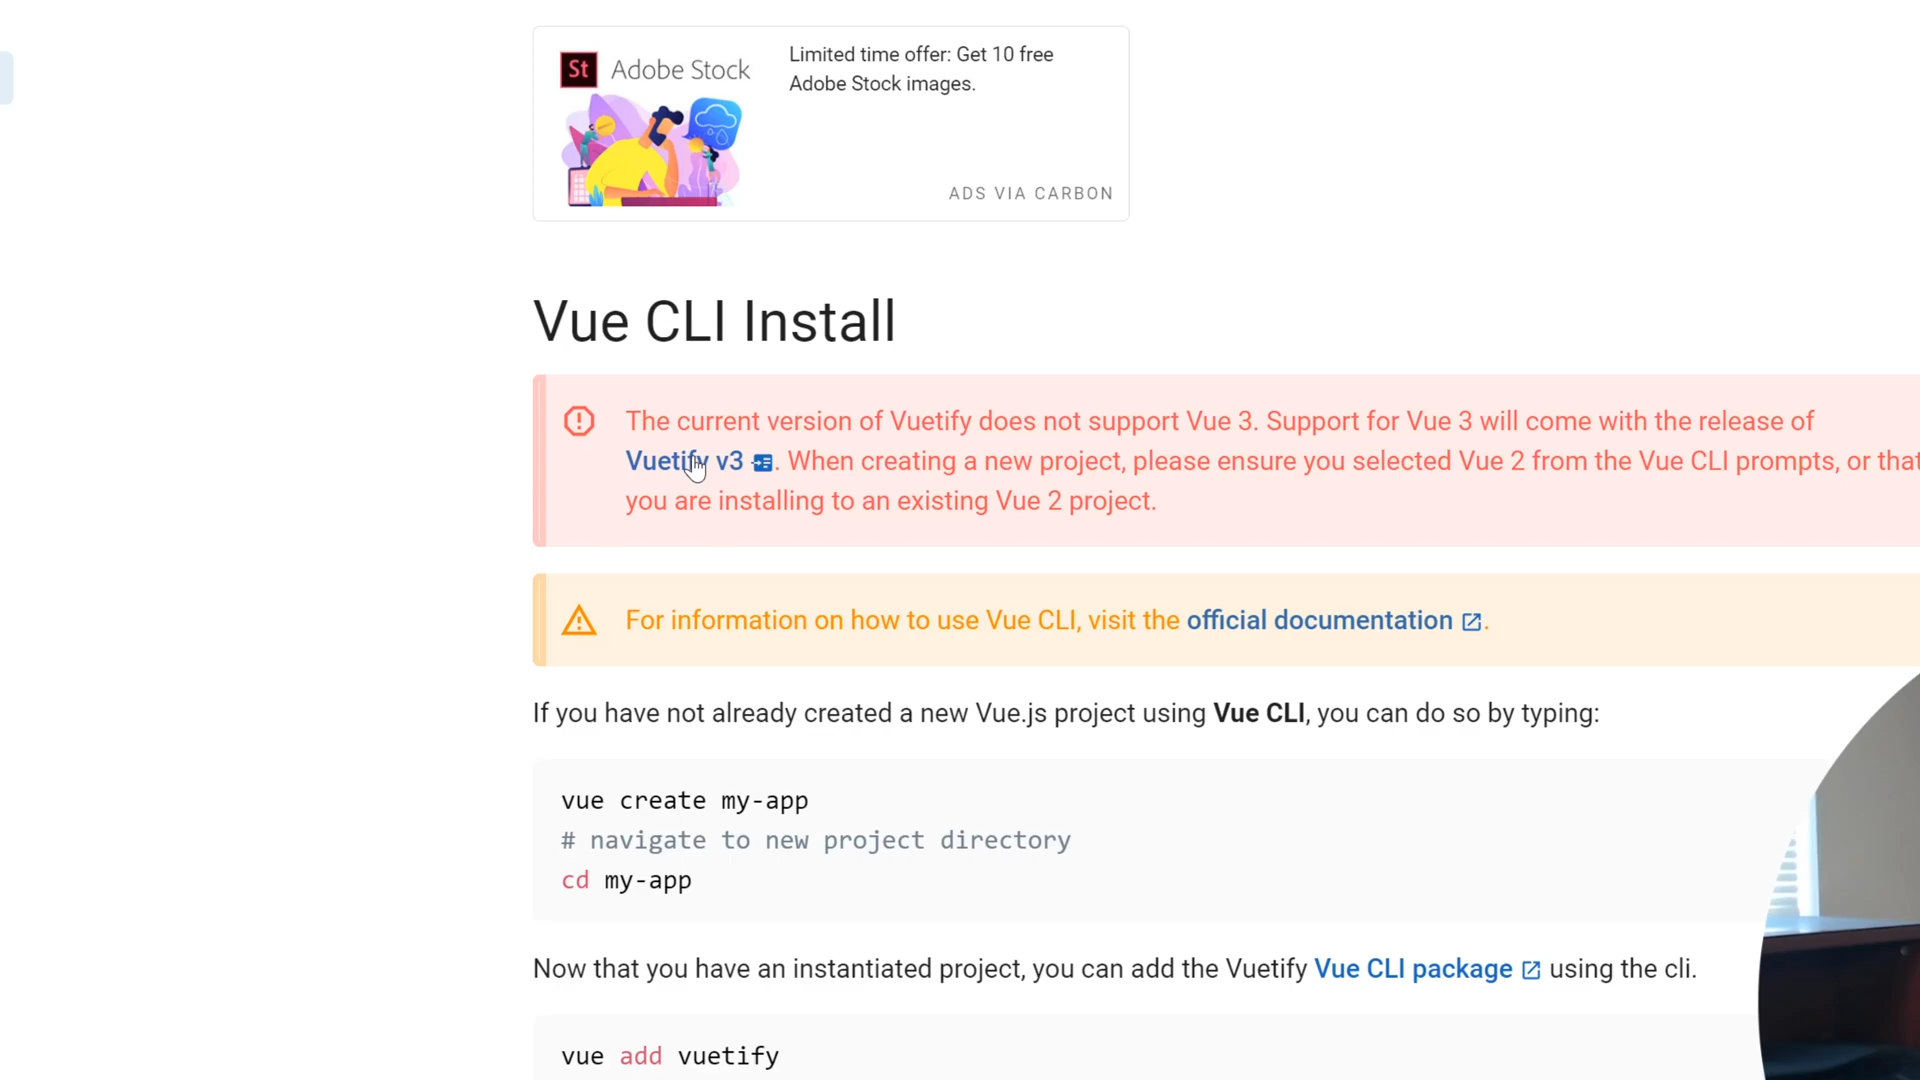 St Adobe Stock
Limited time offer: Get 10 free
Adobe Stock images.
ADS VIA CARBON
Vue CLI Install
The current version of Vuetify does not support Vue 3. Support for Vue 3 will come with the release of
Vuetify v3. When creating a new project, please ensure you selected Vue 2 from the Vue CLI prompts, or that
you are installing to an existing Vue 2 project.
For information on how to use Vue CLI, visit the official documentation.
If you have not already created a new Vue.js project using Vue CLI, you can do so by typing:
vue create my-app
# navigate to new project directory
cd my-app
Now that you have an instantiated project, you can add the Vuetify Vue CLI package using the cli.
vue add vuetify